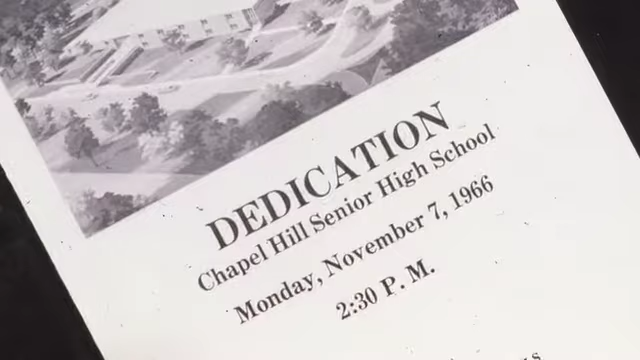 DEDICATION
Chapel Hill Senior High School
Monday, November 7, 1966
2:30 P. M.